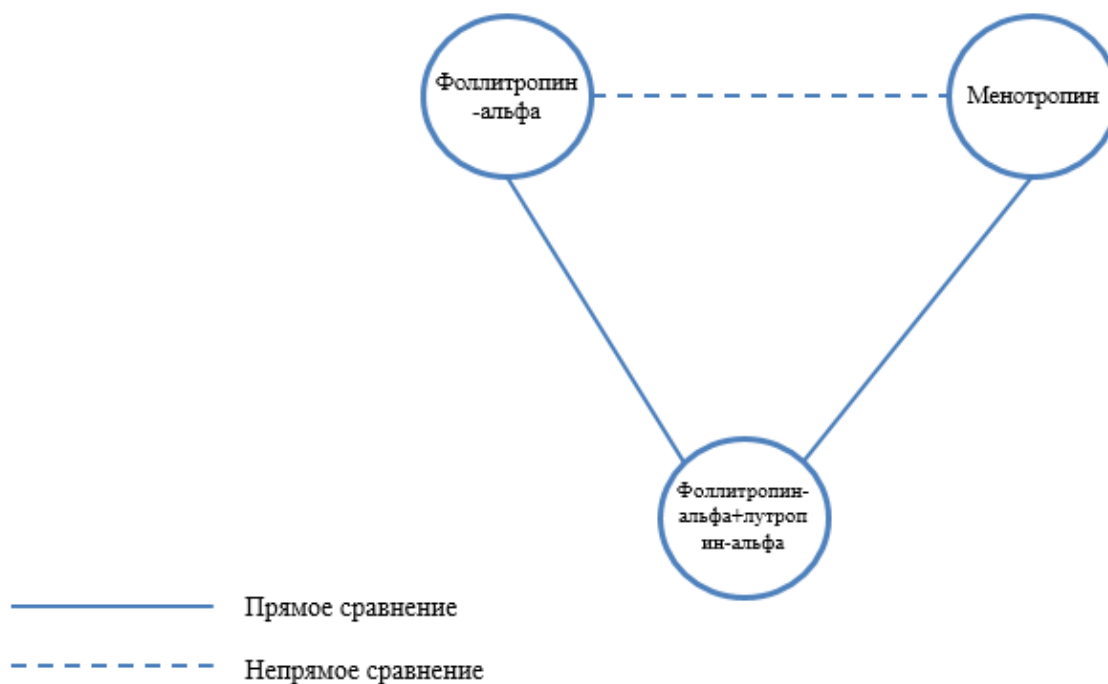 Фоллитропин
-альфа
Менотропин
Фоллитропин-
альфа+лутроп
ин-альфа
Прямое сравнение
Непрямое сравнение